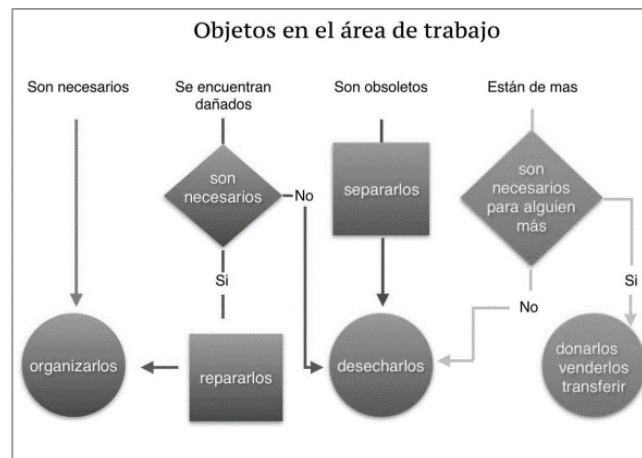 Objetos en el área de trabajo
Son necesarios
Se encuentran
dañados
Son obsoletos
Están de mas
son
necesarios
No
separarlos
son
necesarios
para alguien
más
Si
No
Si
organizarlos
repararlos
desecharlos
donarlos
venderlos
transferir